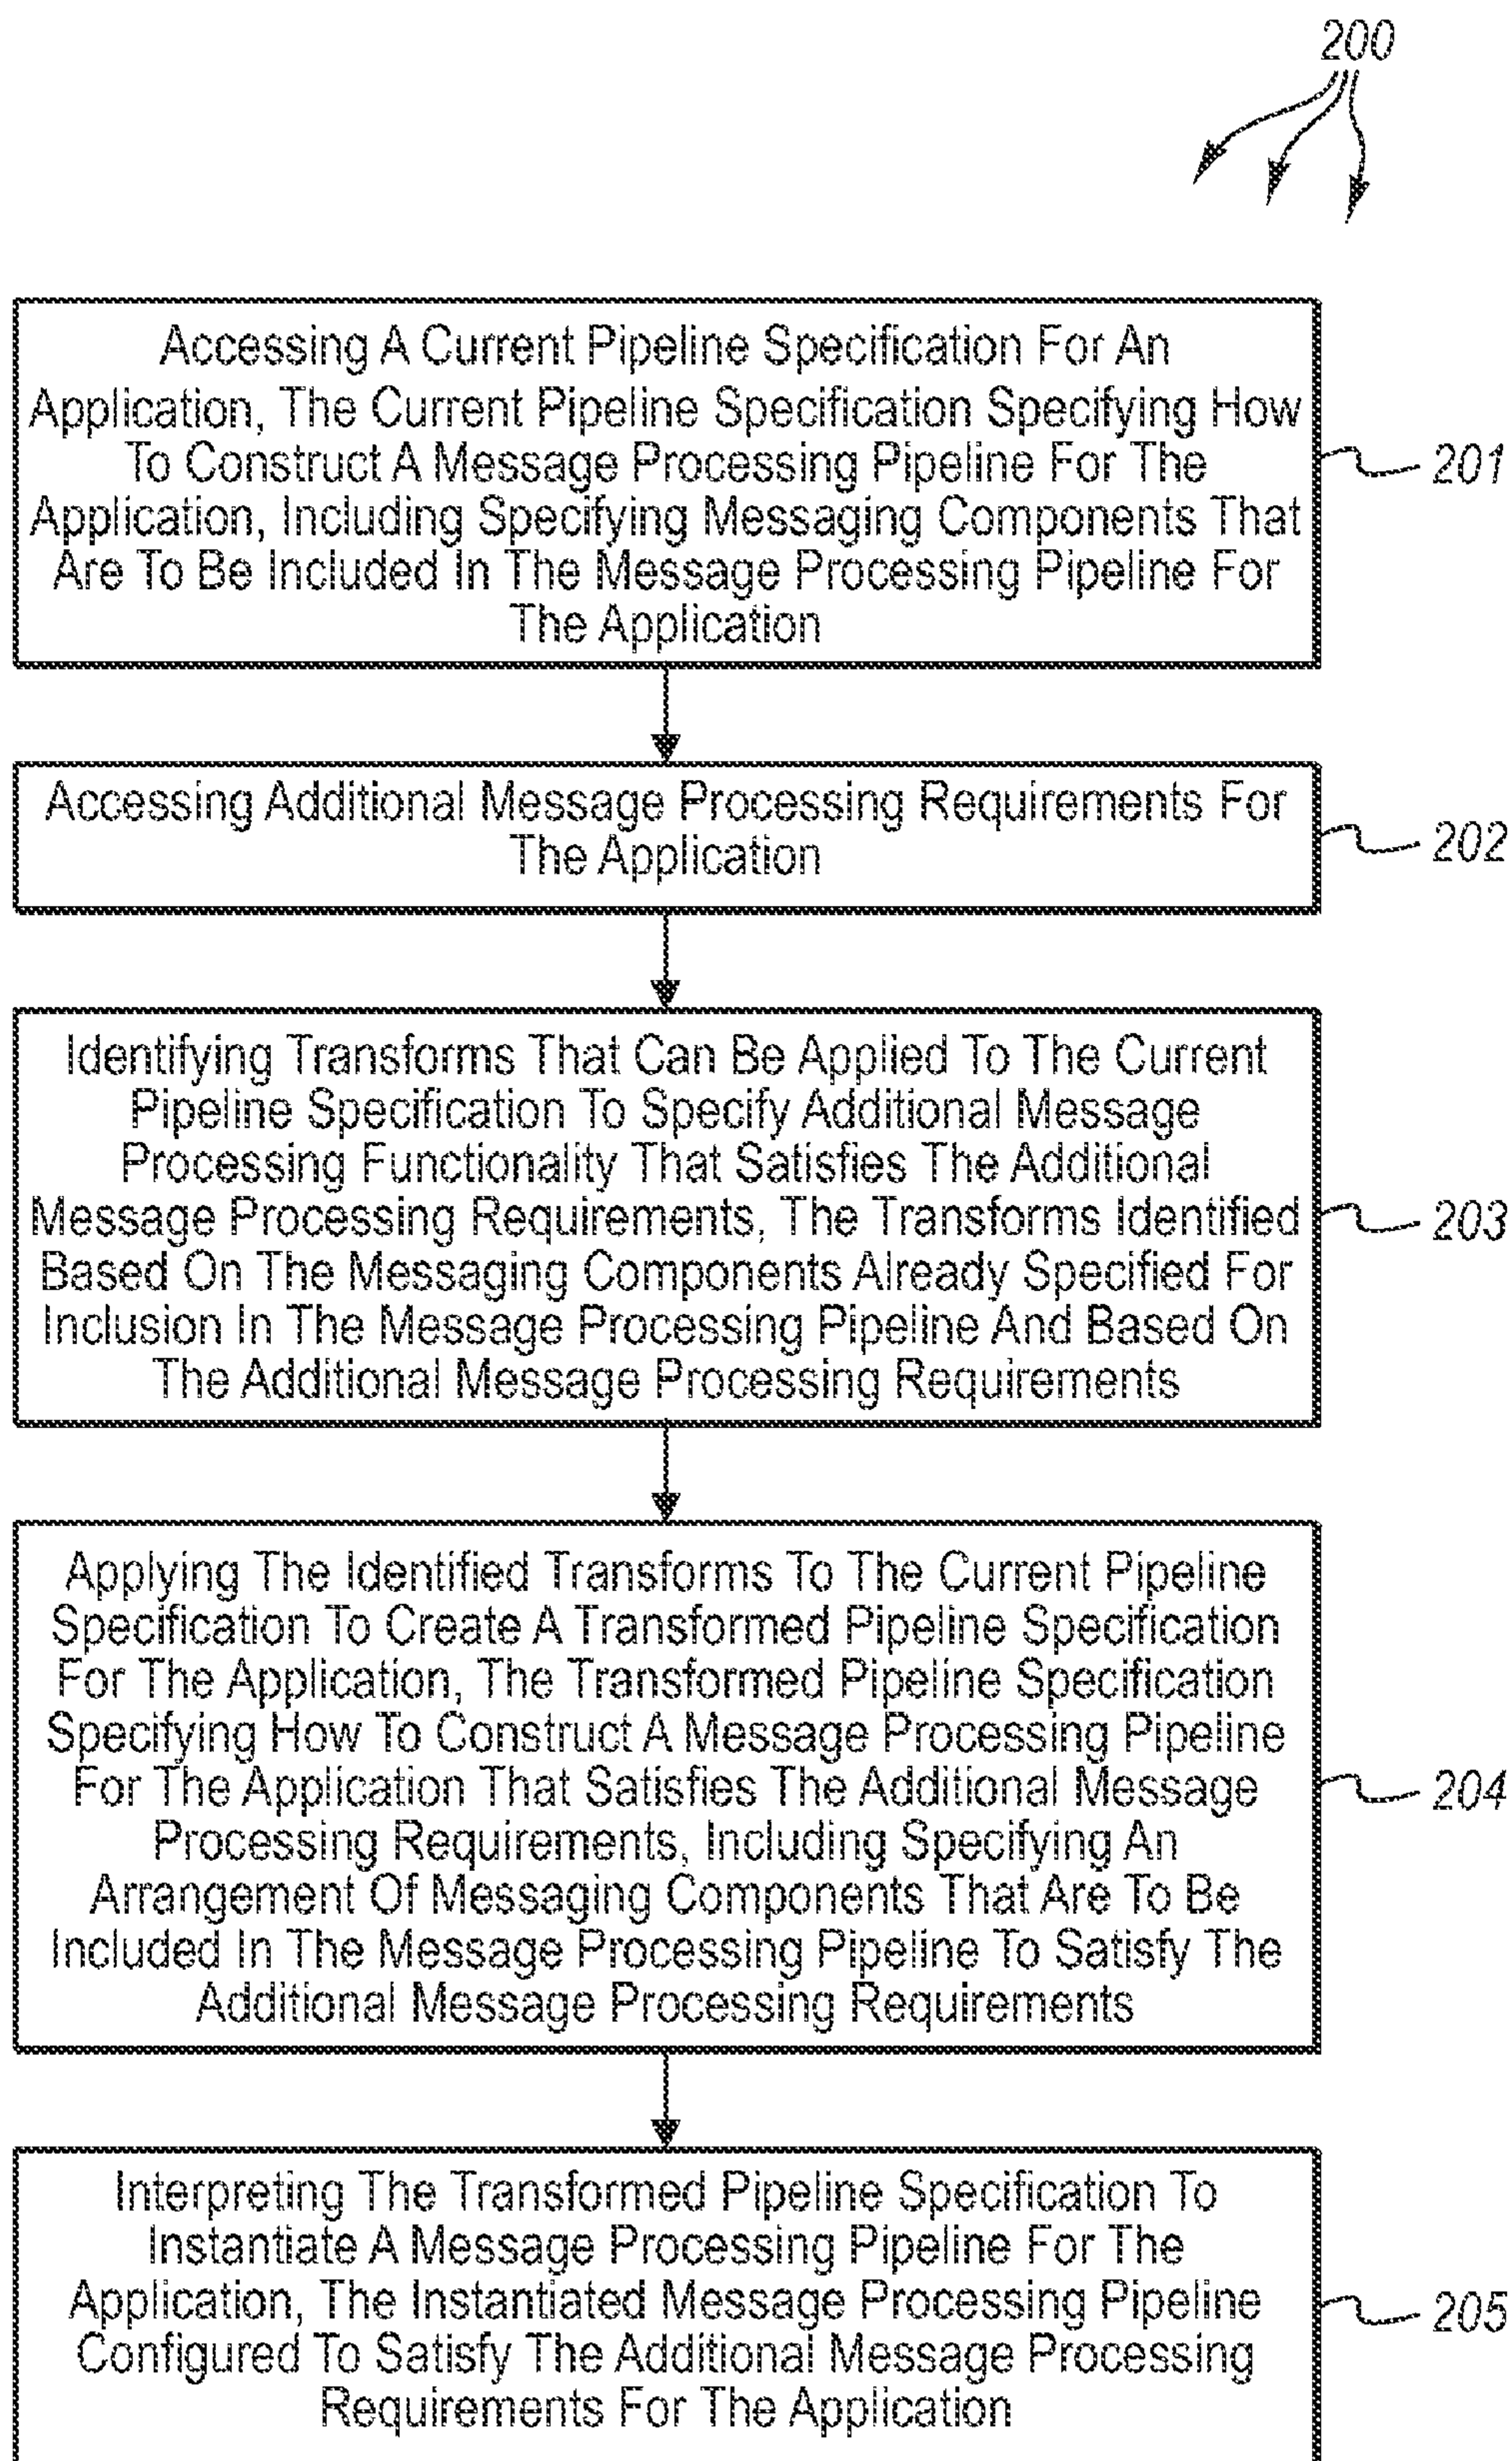 200
Accessing A Current Pipeline Specification For An
Application, The Current Pipeline Specification Specifying How
To Construct A Message Processing Pipeline For The
Application, Including Specifying Messaging Components That
Are To Be Included In The Message Processing Pipeline For
The Application
201
Accessing Additional Message Processing Requirements For
The Application
202
Identifying Transforms That Can Be Applied To The Current
Pipeline Specification To Specify Additional Message
Processing Functionality That Satisfies The Additional
Message Processing Requirements, The Transforms Identified
Based On The Messaging Components Already Specified For
Inclusion In The Message Processing Pipeline And Based On
The Additional Message Processing Requirements
203
Applying The Identified Transforms To The Current Pipeline
Specification To Create A Transformed Pipeline Specification
For The Application, The Transformed Pipeline Specification
Specifying How To Construct A Message Processing Pipeline
For The Application That Satisfies The Additional Message
Processing Requirements, Including Specifying An
Arrangement Of Messaging Components That Are To Be
Included In The Message Processing Pipeline To Satisfy The
Additional Message Processing Requirements
204
Interpreting The Transformed Pipeline Specification To
Instantiate A Message Processing Pipeline For The
Application, The Instantiated Message Processing Pipeline
Configured To Satisfy The Additional Message Processing
Requirements For The Application
205